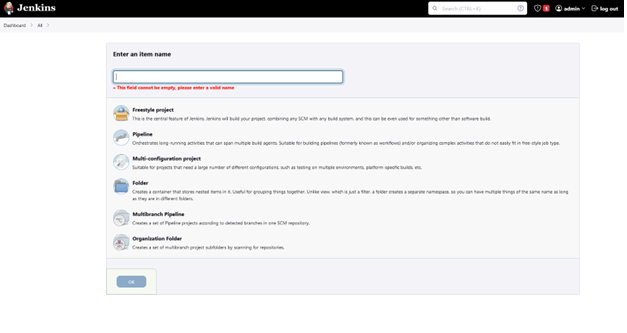 Jenkins
Search (CTRL+K)
1
admin
log out
Dashboard
All
Enter an item name
» This field cannot be empty, please enter a valid name
Freestyle project
This is the central feature of Jenkins. Jenkins will build your project, combining any SCM with any build system, and this can be even used for something other than software build.
Pipeline
Orchestrates long-running activities that can span multiple build agents. Suitable for building pipelines (formerly known as workflows) and/or organizing complex activities that do not easily fit in free-style job type.
Multi-configuration project
Suitable for projects that need a large number of different configurations, such as testing on multiple environments, platform-specific builds, etc.
Folder
Creates a container that stores nested items in it. Useful for grouping things together. Unlike view, which is just a filter, a folder creates a separate namespace, so you can have multiple things of the same name as long
as they are in different folders.
Multibranch Pipeline
Creates a set of Pipeline projects according to detected branches in one SCM repository.
Organization Folder
Creates a set of multibranch project subfolders by scanning for repositories.
OK